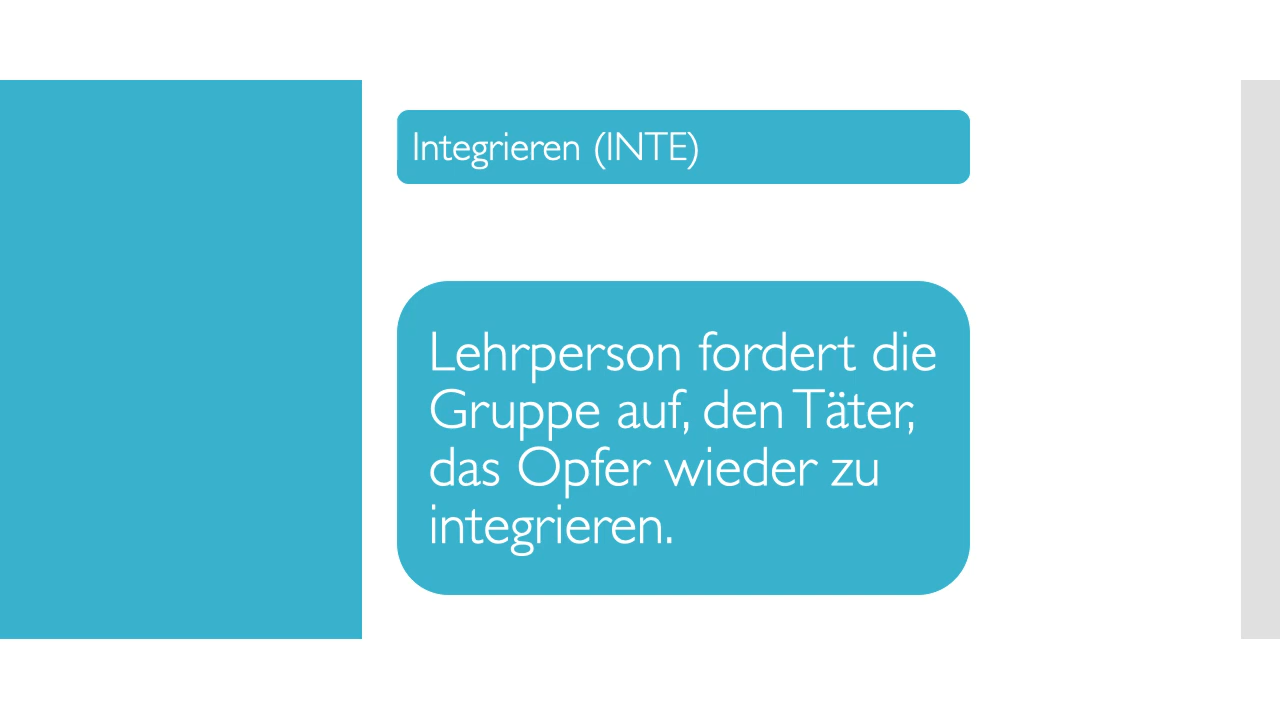 Integrieren (INTE)
Lehrperson fordert die
Gruppe auf, den Täter,
das Opfer wieder zu
integrieren.